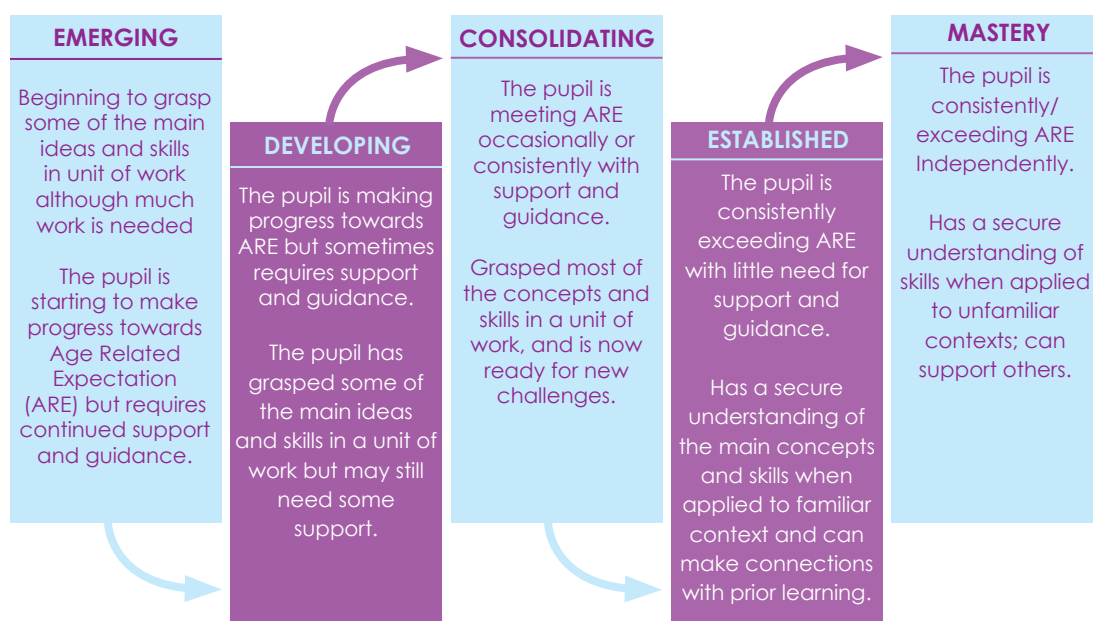 EMERGING
Beginning to grasp
some of the main
ideas and skills
in unit of work
although much
work is needed
The pupil is
starting to make
progress towards
Age Related
Expectation
(ARE) but requires
continued support
and guidance.
DEVELOPING
The pupil is making
progress towards
ARE but sometimes
requires support
and guidance.
The pupil has
grasped some of
the main ideas
and skills in a unit of
work but may still
need some
support.
CONSOLIDATING
The pupil is
meeting ARE
occasionally or
consistently with
support and
guidance.
Grasped most of
the concepts and
skills in a unit of
work, and is now
ready for new
challenges.
ESTABLISHED
The pupil is
consistently
exceeding ARE
with little need for
support and
guidance.
Has a secure
understanding of
the main concepts
and skills when
applied to familiar
context and can
make connections
with prior learning.
MASTERY
The pupil is
consistently/
exceeding ARE
Independently.
Has a secure
understanding of
skills when applied
to unfamiliar
contexts; can
support others.